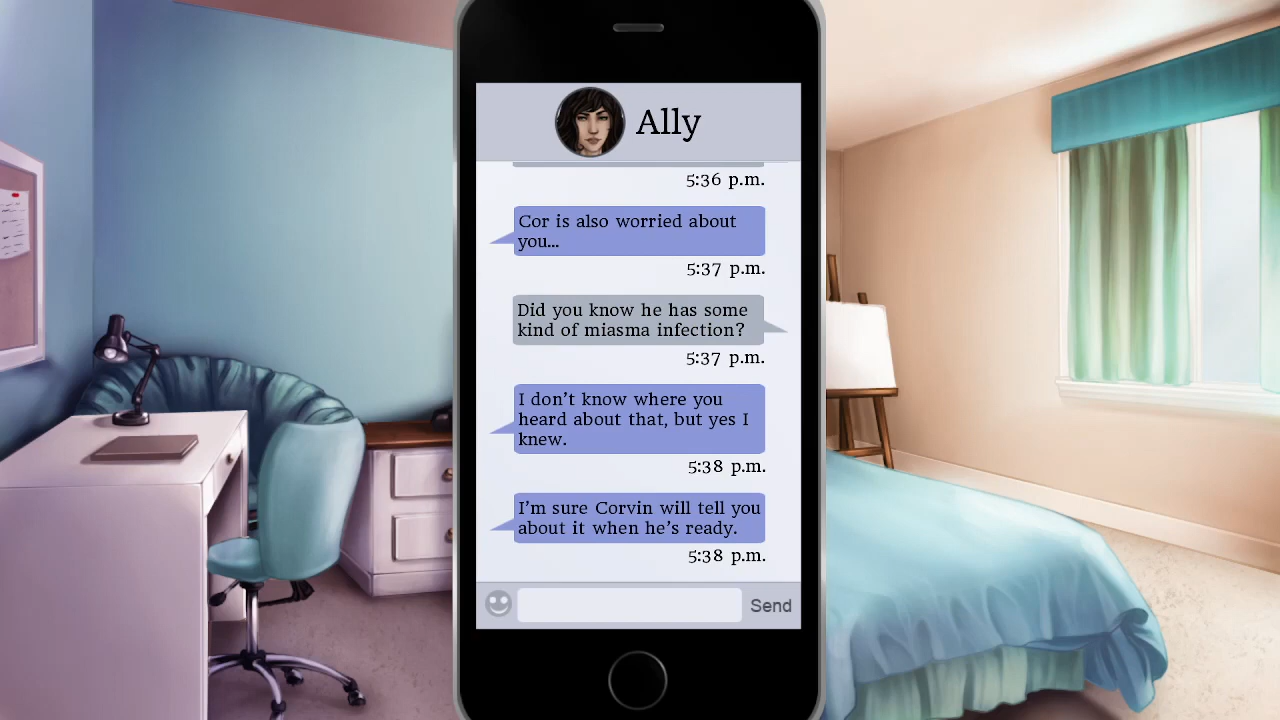 Ally
5:36 p.m.
Cor is also worried about
you...
5:37 p.m.
Did you know he has some
kind of miasma infection?
5:37 p.m.
I don't know where you
heard about that, but yes I
knew.
5:38 p.m.
I'm sure Corvin will tell you
about it when he's ready.
5:38 p.m.
Send